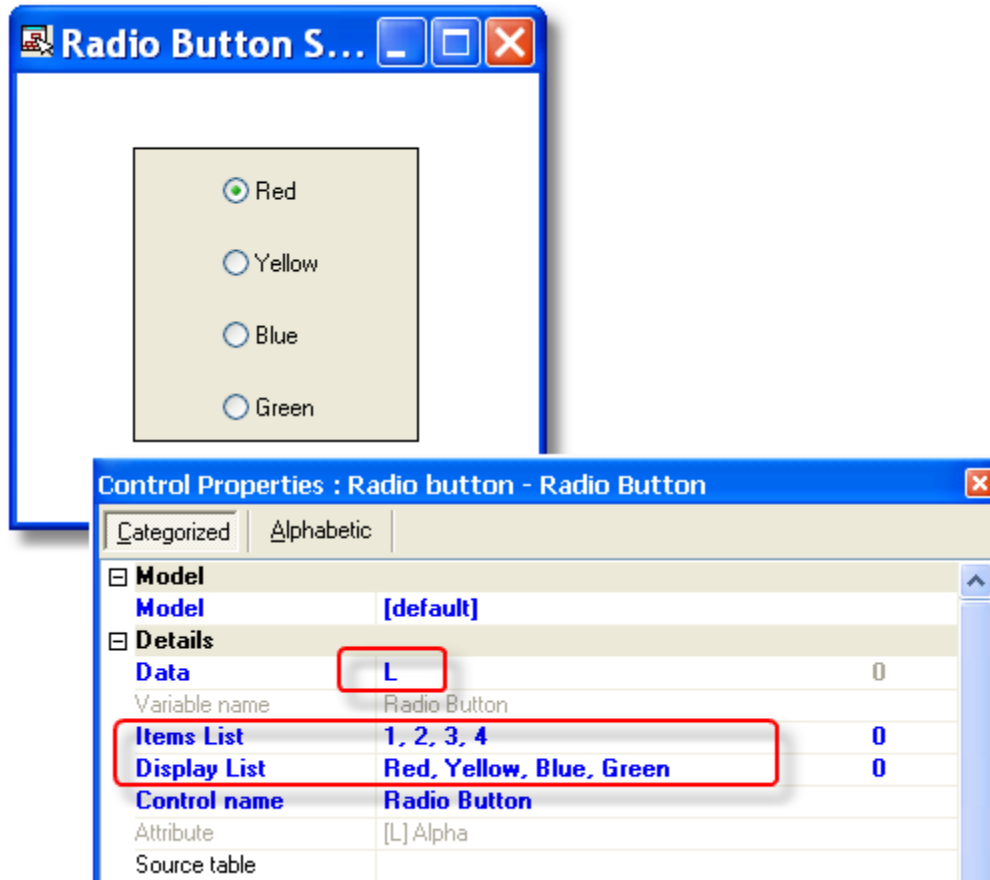 Radio Button S...
Red
Yellow
Blue
Green
Control Properties : Radio button - Radio Button
Categorized Alphabetic
Model
Model [default]
Details
Data L 0
Variable name Radio Button
Items List 1, 2, 3, 4 0
Display List Red, Yellow, Blue, Green 0
Control name Radio Button
Attribute [L] Alpha
Source table